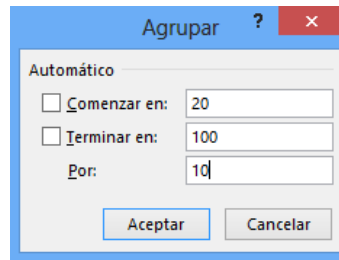 Agrupar ? ×
Automático
Comenzar en: 20
Terminar en: 100
Por: 10
Aceptar Cancelar